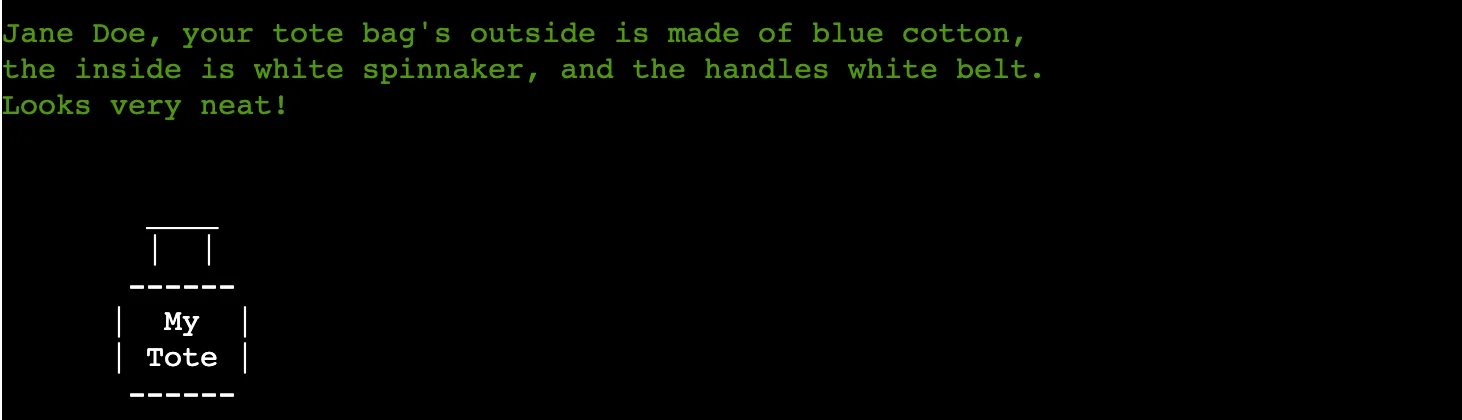 Jane Doe, your tote bag's outside is made of blue cotton,
the inside is white spinnaker, and the handles white belt.
Looks very neat!
My
Tote